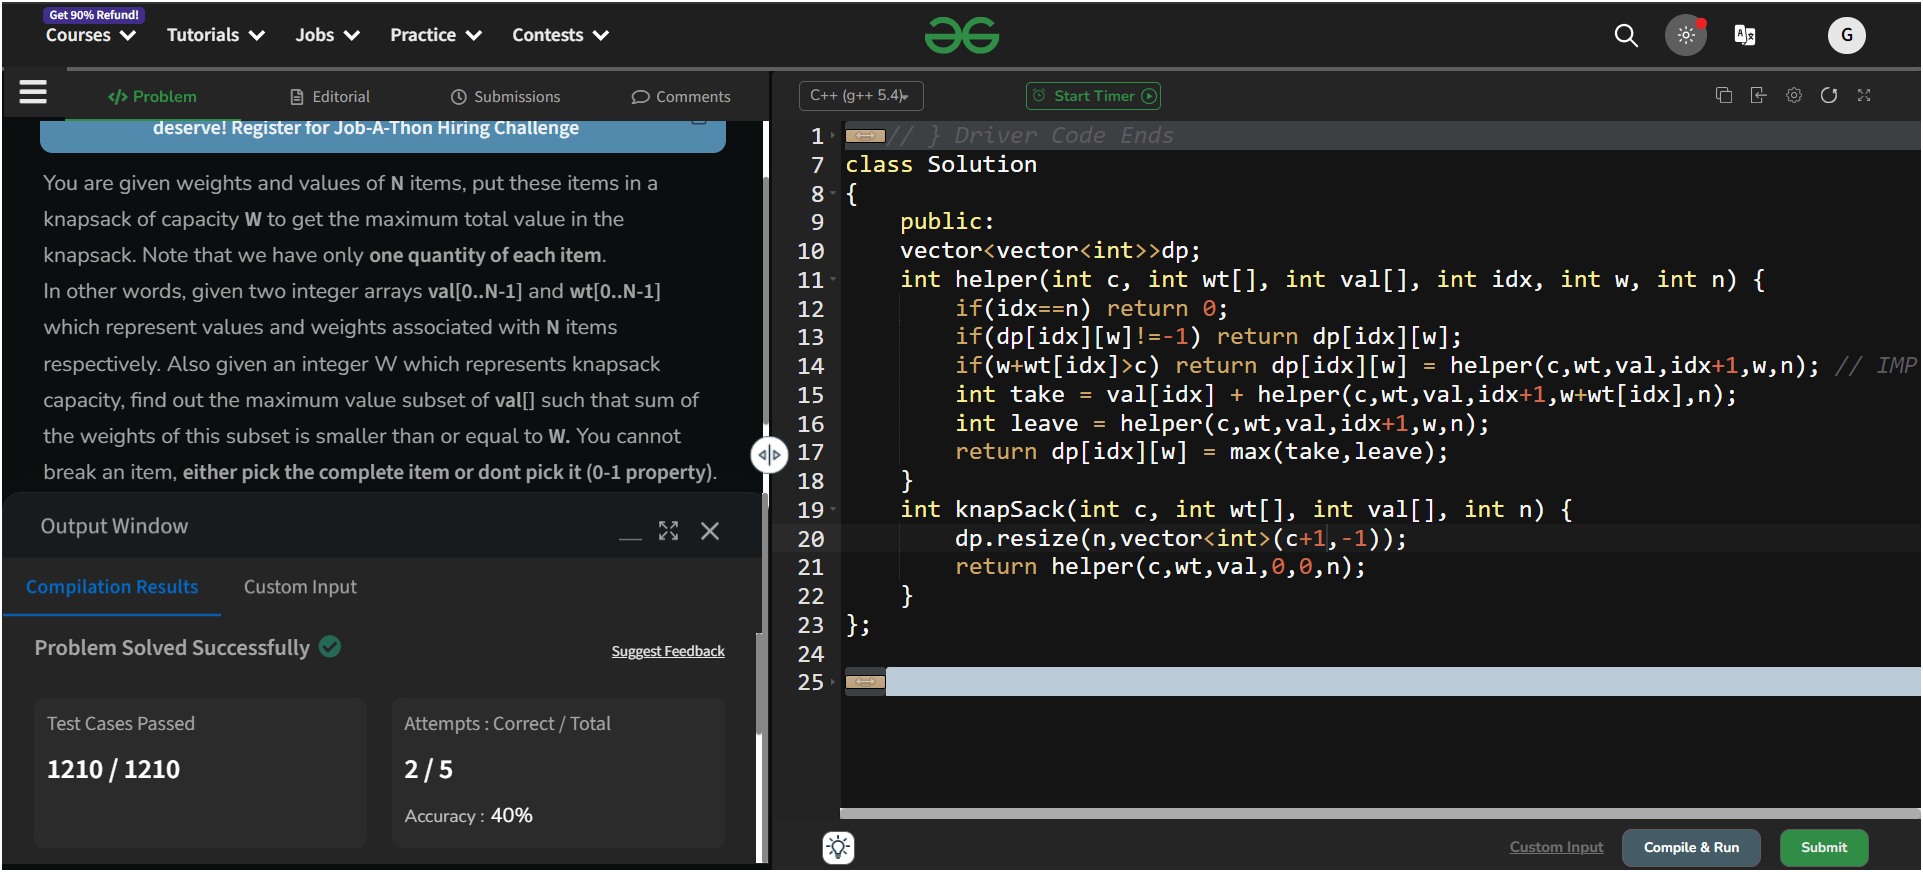 Get 90% Refund!
Courses Tutorials Jobs Practice Contests
G
Problem Editorial Submissions Comments
deserve! Register for Job-A-Thon Hiring Challenge
You are given weights and values of N items, put these items in a
knapsack of capacity W to get the maximum total value in the
knapsack. Note that we have only one quantity of each item.
In other words, given two integer arrays val[0..N-1] and wt[0..N-1]
which represent values and weights associated with N items
respectively. Also given an integer W which represents knapsack
capacity, find out the maximum value subset of val[] such that sum of
the weights of this subset is smaller than or equal to W. You cannot
break an item, either pick the complete item or dont pick it (0-1 property).
Output Window
Compilation Results Custom Input
Problem Solved Successfully
Suggest Feedback
Test Cases Passed
1210 / 1210
Attempts : Correct / Total
2 / 5
Accuracy : 40%
C++ (g++ 5.4)
Start Timer
1 // } Driver Code Ends
7 class Solution
8 {
9     public:
10     vector<vector<int>>dp;
11     int helper(int c, int wt[], int val[], int idx, int w, int n) {
12         if(idx==n) return 0;
13         if(dp[idx][w]!=-1) return dp[idx][w];
14         if(w+wt[idx]>c) return dp[idx][w] = helper(c,wt,val,idx+1,w,n); // IMP
15         int take = val[idx] + helper(c,wt,val,idx+1,w+wt[idx],n);
16         int leave = helper(c,wt,val,idx+1,w,n);
17         return dp[idx][w] = max(take,leave);
18     }
19     int knapSack(int c, int wt[], int val[], int n) {
20         dp.resize(n,vector<int>(c+1,-1));
21         return helper(c,wt,val,0,0,n);
22     }
23 };
24
25
Custom Input Compile & Run Submit